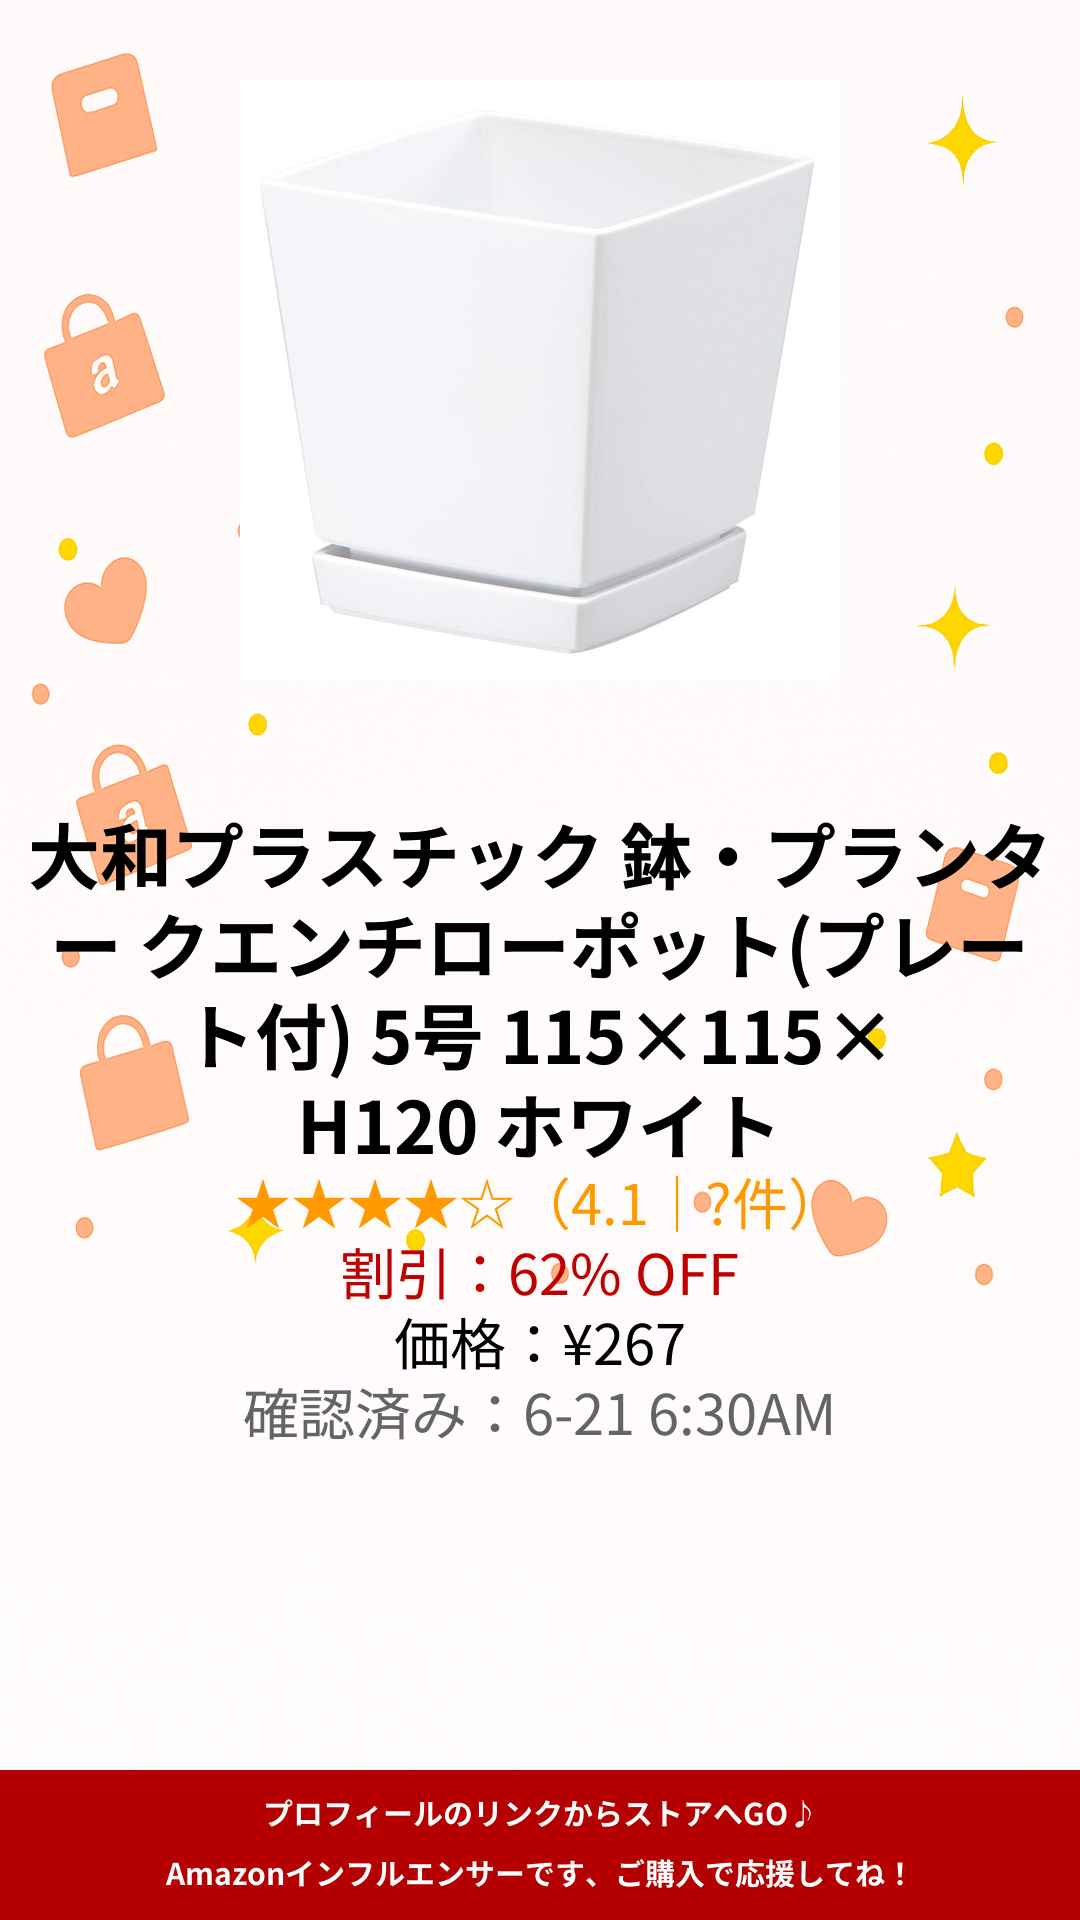 a
a
大和プラスチック 鉢・プランタ
ー クエンチローポット(プレー
ト付) 5号 115×115×
H120 ホワイト
★★★★☆（4.1｜?件）
割引：62% OFF
価格：¥267
確認済み：6-21 6:30AM
プロフィールのリンクからストアへGO♪
Amazonインフルエンサーです、ご購入で応援してね！